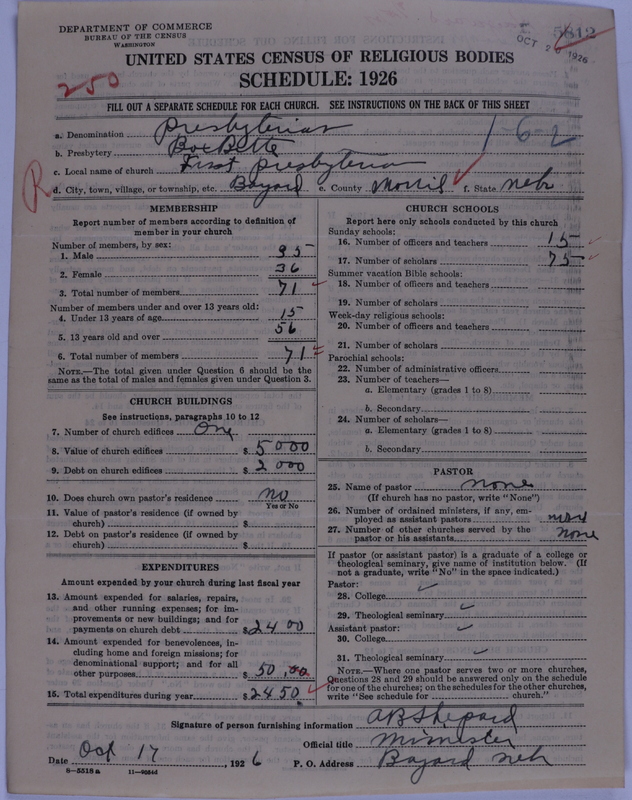 DEPARTMENT OF COMMERCE
BUREAU OF THE CENSUS
WASHINGTON
5812
OCT 2 1926
UNITED STATES CENSUS OF RELIGIOUS BODIES
SCHEDULE: 1926
250
FILL OUT A SEPARATE SCHEDULE FOR EACH CHURCH. SEE INSTRUCTIONS ON THE BACK OF THIS SHEET
a. Denomination Presbyterian
1-6-2
b. Presbytery Box Butte
c. Local name of church First Presbyterian
R d. City, town, village, or township, etc. Bayard e. County Morrill f. State Nebr
MEMBERSHIP
Report number of members according to definition of
member in your church
Number of members, by sex:
1. Male 35
2. Female 36
3. Total number of members 71
Number of members under and over 13 years old:
4. Under 13 years of age 15
5. 13 years old and over 56
6. Total number of members 71
NOTE.—The total given under Question 6 should be
same as the total of males and females given under Question 3.
CHURCH BUILDINGS
See instructions, paragraphs 10 to 12
7. Number of church edifices One
8. Value of church edifices $ 5000
9. Debt on church edifices $ 2000
10. Does church own pastor's residence No
Yes or No
11. Value of pastor's residence (if owned by
church) $
12. Debt on pastor's residence (if owned by
church) $
EXPENDITURES
Amount expended by your church during last fiscal year
13. Amount expended for salaries, repairs,
and other running expenses; for im-
provements or new buildings; and for
payments on church debt $ 2400
14. Amount expended for benevolences, in-
cluding home and foreign missions; for
denominational support; and for all
other purposes $ 50,00
15. Total expenditures during year $ 2450
CHURCH SCHOOLS
Report here only schools conducted by this church
Sunday schools:
16. Number of officers and teachers 15
17. Number of scholars 75
Summer vacation Bible schools:
18. Number of officers and teachers
19. Number of scholars
Week-day religious schools:
20. Number of officers and teachers
21. Number of scholars
Parochial schools:
22. Number of administrative officers
23. Number of teachers—
a. Elementary (grades 1 to 8)
b. Secondary
24. Number of scholars—
a. Elementary (grades 1 to 8)
b. Secondary
PASTOR
25. Name of pastor none
(If church has no pastor, write "None")
26. Number of ordained ministers, if any, em-
ployed as assistant pastors
27. Number of other churches served by the
pastor or his assistants none
If pastor (or assistant pastor) is a graduate of a college or
theological seminary, give name of institution below. (If
not a graduate, write "No" in the space indicated.)
Pastor:
28. College
29. Theological seminary
Assistant pastor:
30. College
31. Theological seminary
NOTE.—Where one pastor serves two or more churches,
Questions 28 and 29 should be answered only on the schedule
for one of the churches; on the schedules for the other churches,
write "See schedule for church."
Signature of person furnishing information A B Shepard
Official title Minister
Date Oct 17, 1926 P. O. Address Bayard Neb
8-5518 a 11-90646